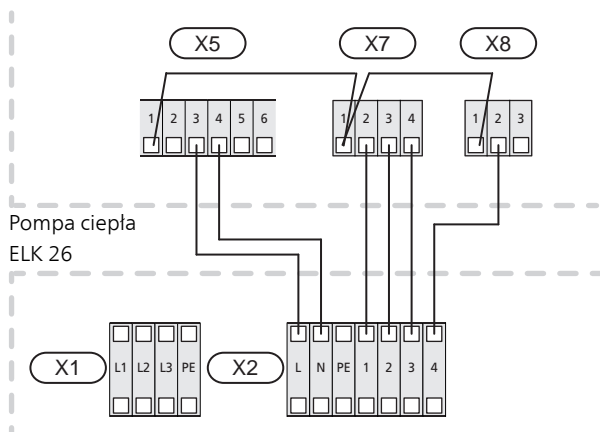 X5 X7 X8
1 2 3 4 5 6 1 2 3 4 1 2 3
Pompa ciepła
ELK 26
X1 L1 L2 L3 PE X2 L N PE 1 2 3 4